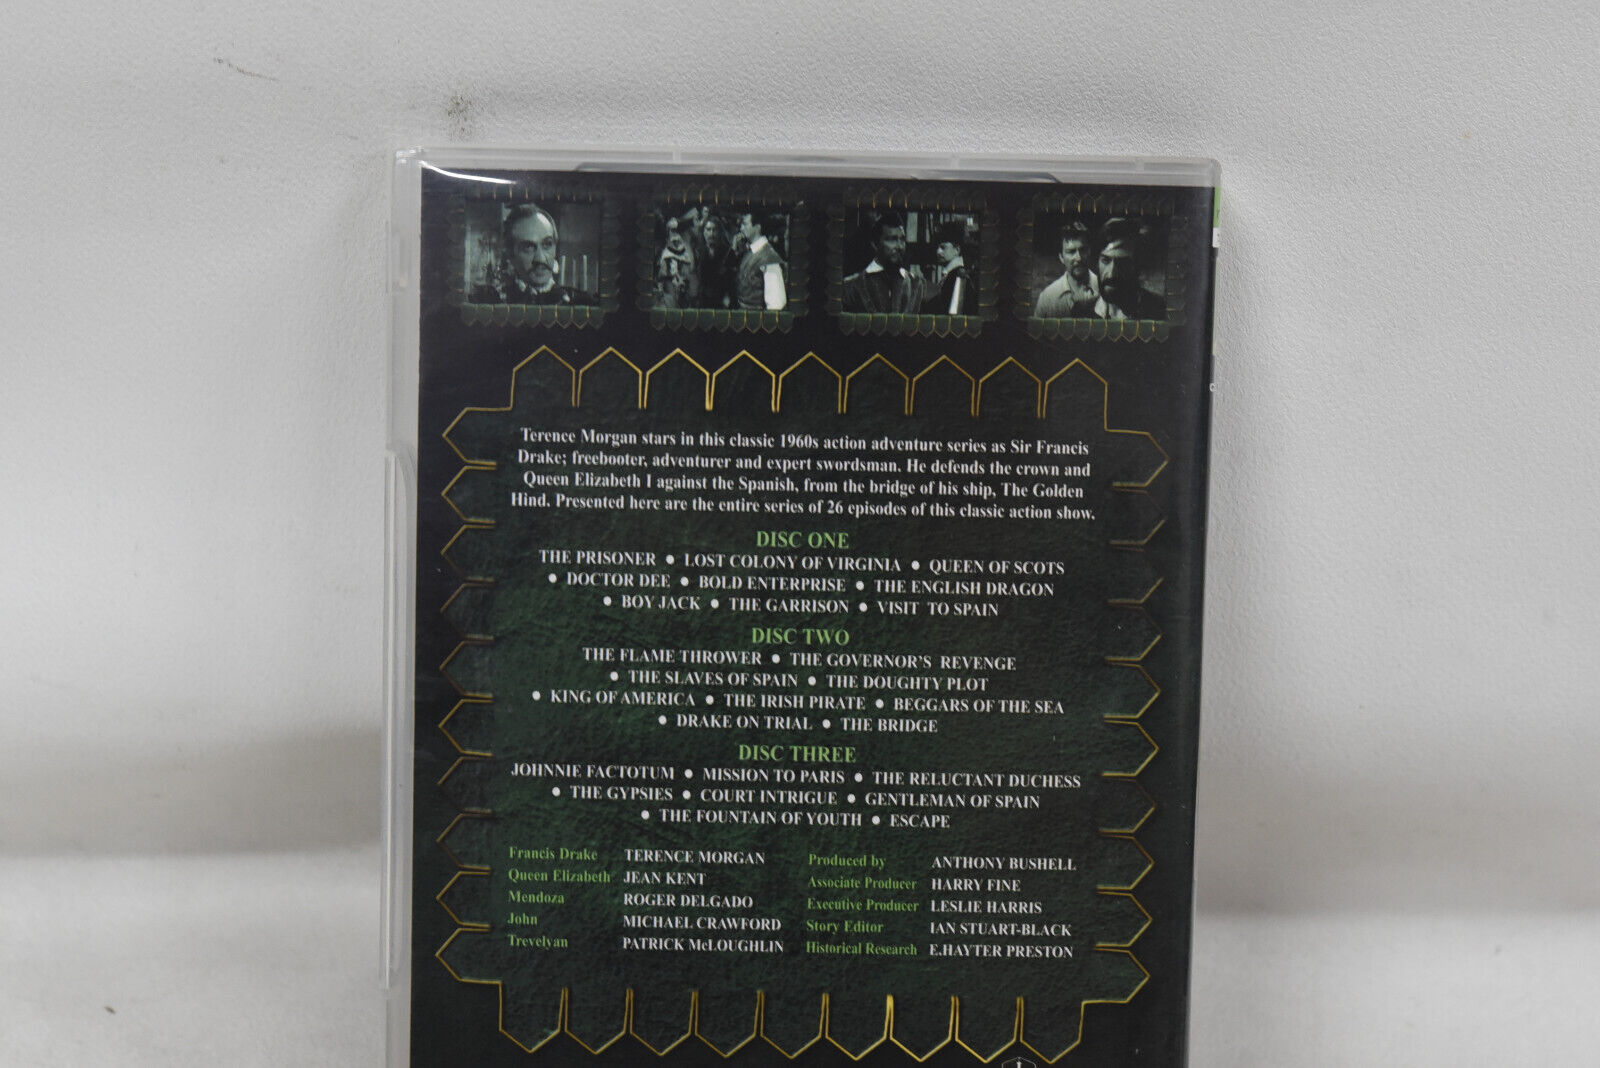 Terence Morgan stars in this classic 1960s action adventure series as Sir Francis
Drake; freebooter, adventurer and expert swordsman. He defends the crown and
Queen Elizabeth I against the Spanish, from the bridge of his ship, The Golden
Hind. Presented here are the entire series of 26 episodes of this classic action show.
DISC ONE
THE PRISONER ● LOST COLONY OF VIRGINIA ● QUEEN OF SCOTS
● DOCTOR DEE ● BOLD ENTERPRISE ● THE ENGLISH DRAGON
● BOY JACK ● THE GARRISON ● VISIT TO SPAIN
DISC TWO
THE FLAME THROWER ● THE GOVERNOR'S REVENGE
● THE SLAVES OF SPAIN ● THE DOUGHTY PLOT
● KING OF AMERICA ● THE IRISH PIRATE ● BEGGARS OF THE SEA
● DRAKE ON TRIAL ● THE BRIDGE
DISC THREE
JOHNNIE FACTOTUM ● MISSION TO PARIS ● THE RELUCTANT DUCHESS
● THE GYPSIES ● COURT INTRIGUE ● GENTLEMAN OF SPAIN
● THE FOUNTAIN OF YOUTH ● ESCAPE
Francis Drake TERENCE MORGAN
Queen Elizabeth JEAN KENT
Mendoza ROGER DELGADO
John MICHAEL CRAWFORD
Trevelyan PATRICK McLOUGHLIN
Produced by ANTHONY BUSHELL
Associate Producer HARRY FINE
Executive Producer LESLIE HARRIS
Story Editor IAN STUART-BLACK
Historical Research E.HAYTER PRESTON